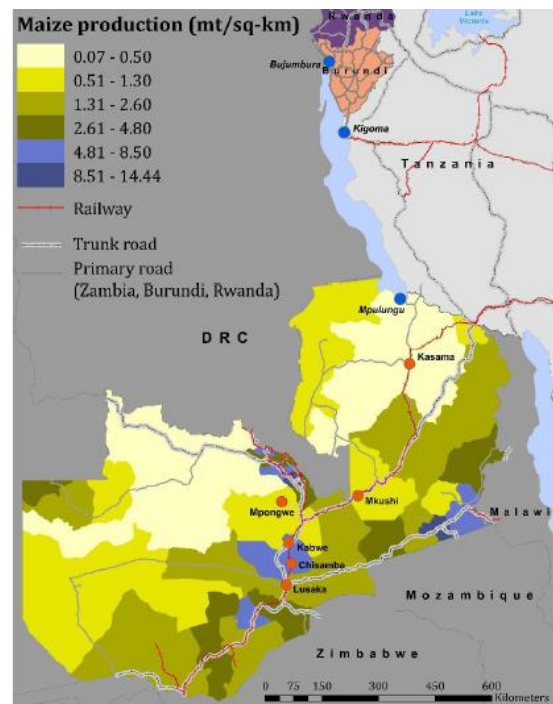 Maize production (mt/sq-km)
0.07 - 0.50
0.51 - 1.30
1.31 - 2.60
2.61 - 4.80
4.81 - 8.50
8.51 - 14.44
Railway
Trunk road
Primary road
(Zambia, Burundi, Rwanda)
Rwanda
Lake
Victoria
Bujumbura
Burundi
Kigoma
Tanzania
Mpulungu
DRC
Kasama
Mkushi
Mpongwe
Malawi
Kabwe
Chisamba
Lusaka
Mozambique
Zimbabwe
0 75 150 300 450 600
Kilometers